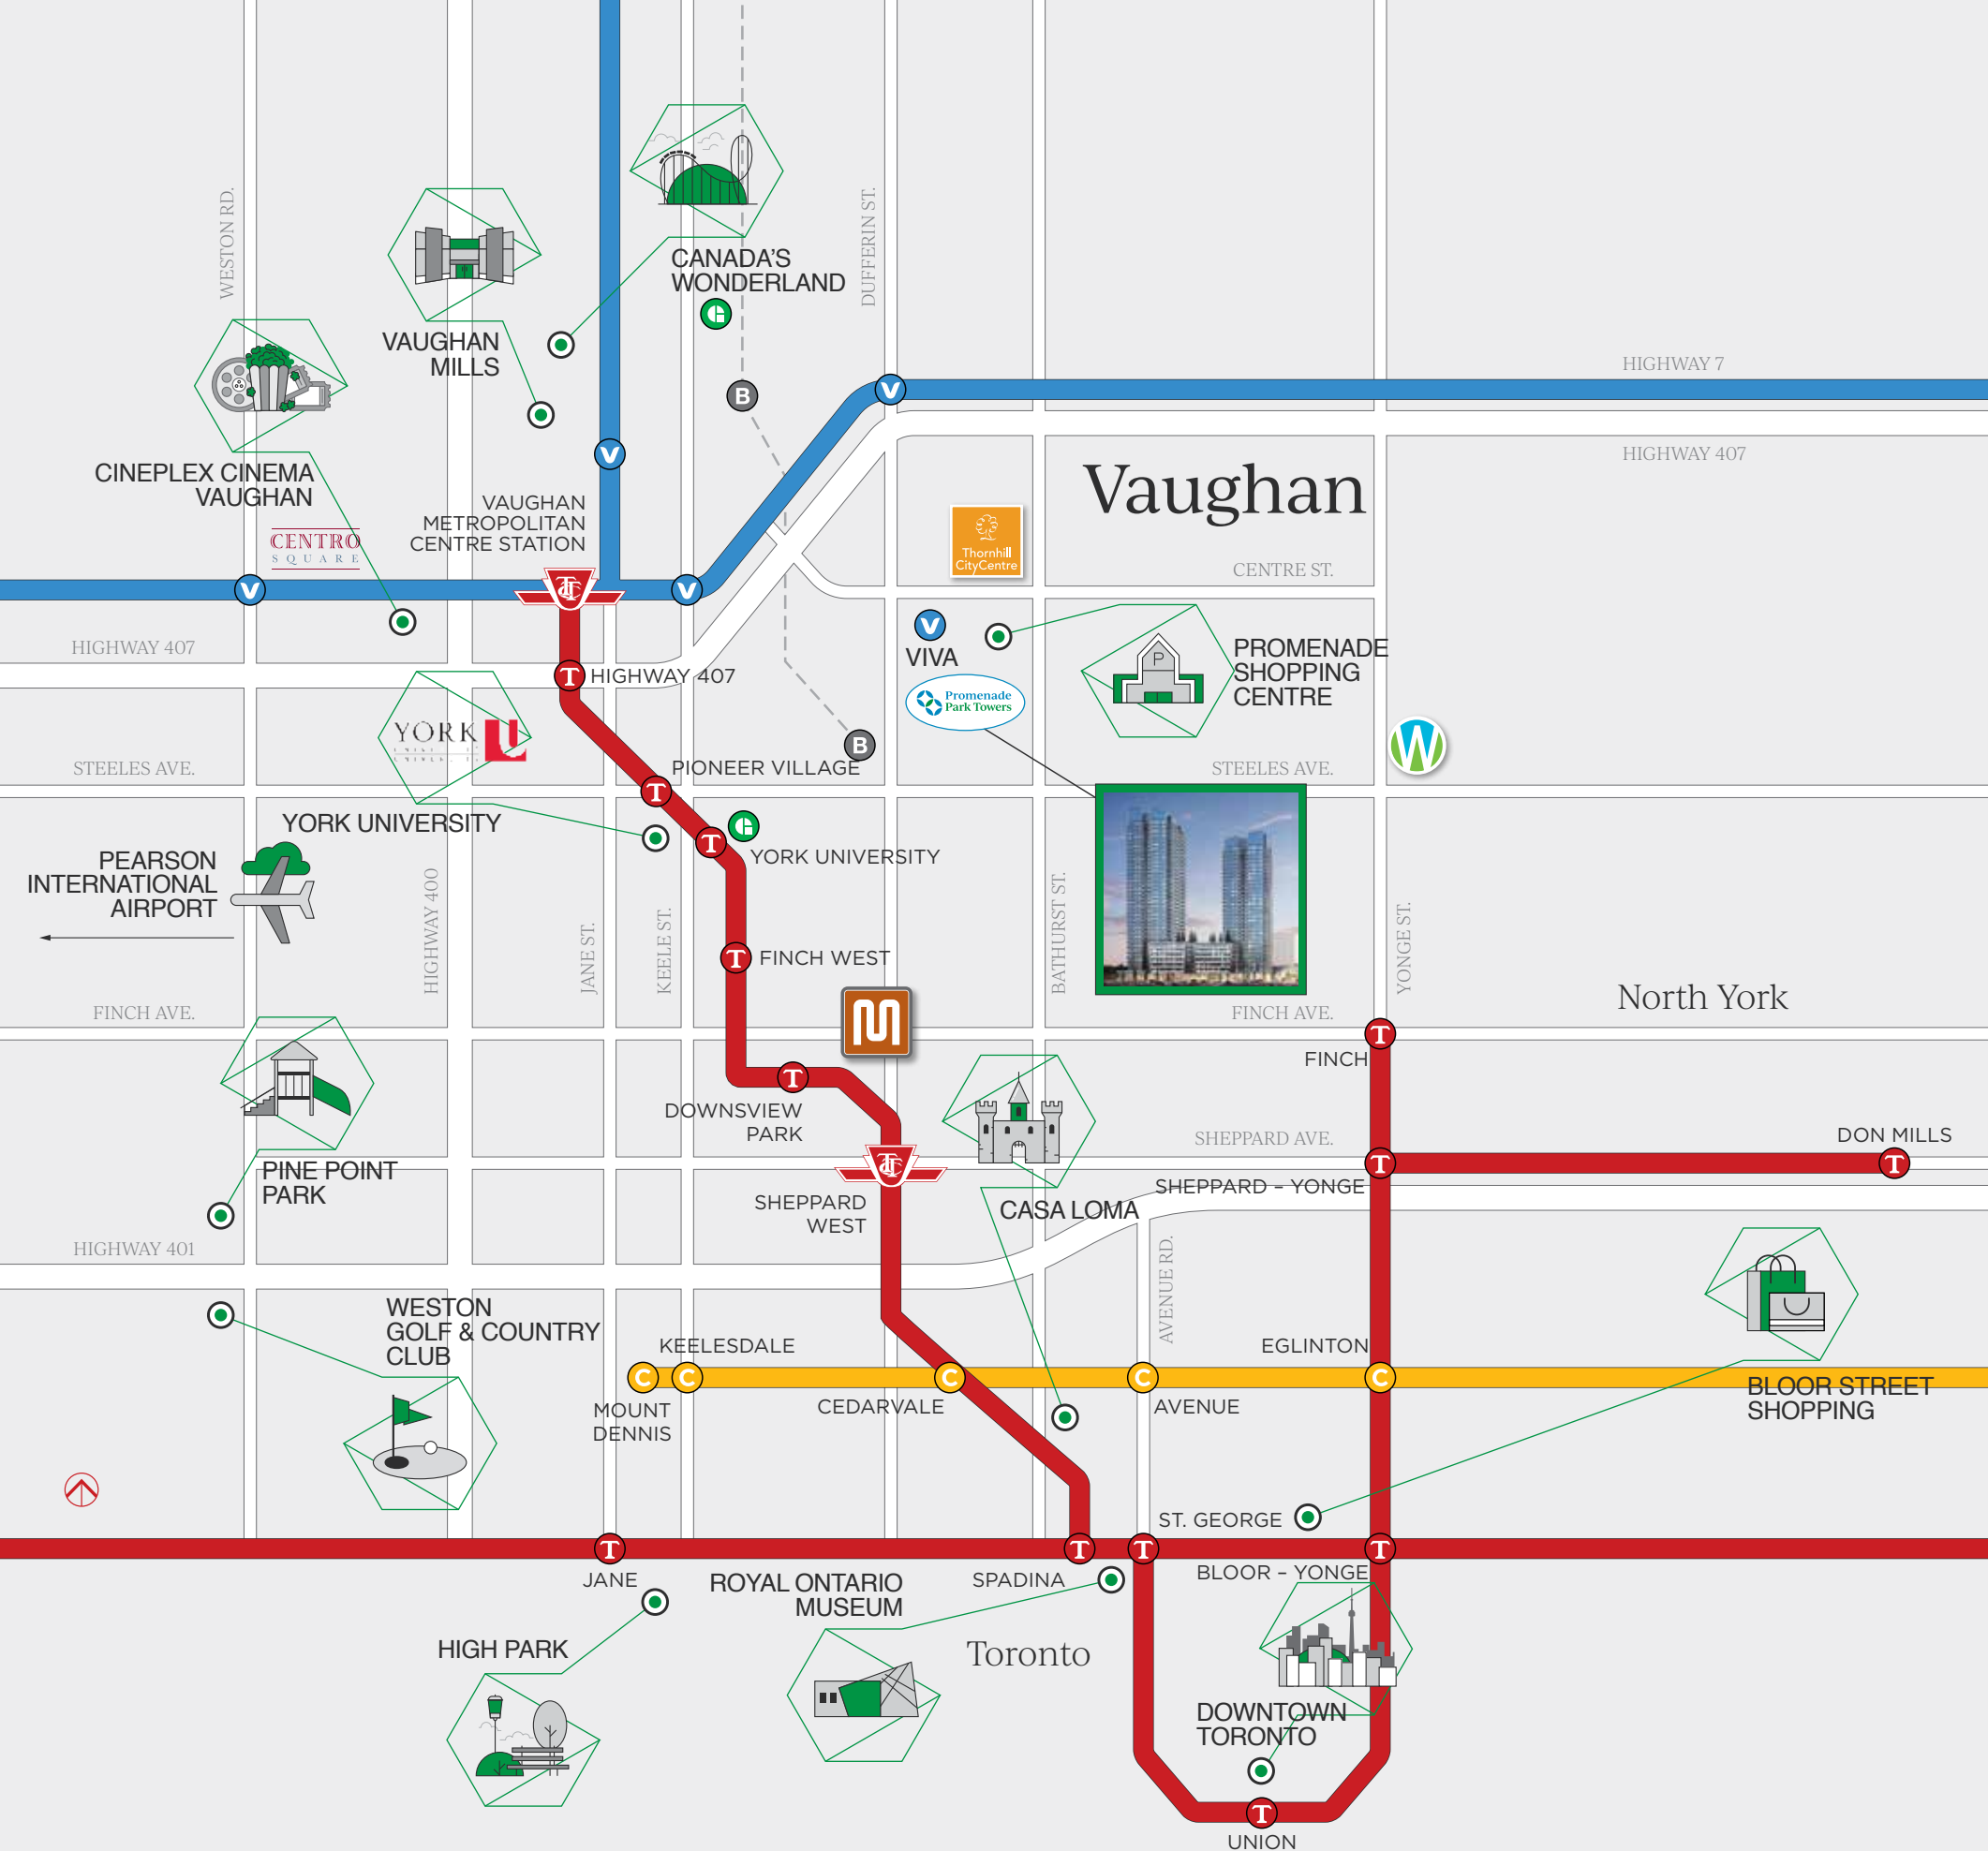 WESTON RD.
DUFFERIN ST.
CANADA'S
WONDERLAND
G
VAUGHAN
MILLS
HIGHWAY 7
B
V
HIGHWAY 407
V
Vaughan
CINEPLEX CINEMA
VAUGHAN
VAUGHAN
METROPOLITAN
CENTRE STATION
CENTRO
SQUARE
Thornhill
CityCentre
CENTRE ST.
V
V
V
VIVA
TTC
HIGHWAY 407
P
PROMENADE
SHOPPING
CENTRE
T
HIGHWAY 407
Promenade
Park Towers
YORK
U
B
W
STEELES AVE.
PIONEER VILLAGE
STEELES AVE.
T
YORK UNIVERSITY
G
T
YORK UNIVERSITY
PEARSON
INTERNATIONAL
AIRPORT
HIGHWAY 400
JANE ST.
KEELE ST.
BATHURST ST.
YONGE ST.
T
FINCH WEST
North York
FINCH AVE.
M
FINCH AVE.
T
FINCH
T
DOWNSVIEW
PARK
SHEPPARD AVE.
DON MILLS
T
T
TTC
SHEPPARD – YONGE
PINE POINT
PARK
SHEPPARD
WEST
CASA LOMA
HIGHWAY 401
AVENUE RD.
WESTON
GOLF & COUNTRY
CLUB
KEELESDALE
EGLINTON
C
C
C
C
C
MOUNT
DENNIS
CEDARVALE
AVENUE
BLOOR STREET
SHOPPING
ST. GEORGE
T
T
T
T
JANE
SPADINA
BLOOR – YONGE
ROYAL ONTARIO
MUSEUM
HIGH PARK
Toronto
DOWNTOWN
TORONTO
T
UNION